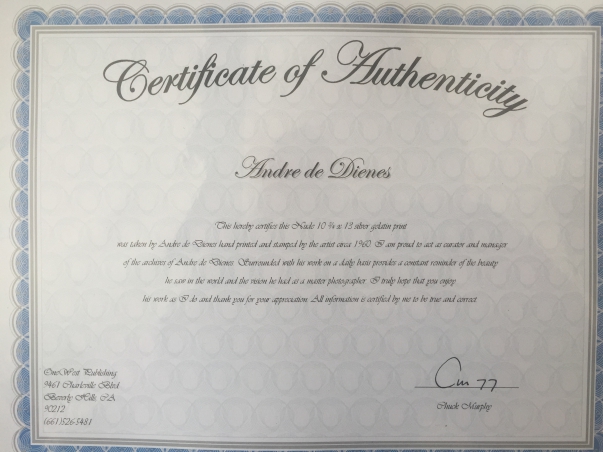 Certificate of Authenticity
Andre de Dienes
This hereby certifies this Nude 10 ¾ x 13 silver gelatin print
was taken by Andre de Dienes hand printed and stamped by the artist circa 1960. I am proud to act as curator and manager
of the archives of Andre de Dienes. Surrounded with his work on a daily basis provides a constant reminder of the beauty
he saw in the world and the vision he had as a master photographer. I truly hope that you enjoy
his work as I do and thank you for your appreciation. All information is certified by me to be true and correct.
OneWest Publishing
9461 Charleville Blvd.
Beverly Hills, CA
90212
(661)526-5481
Chuck Murphy